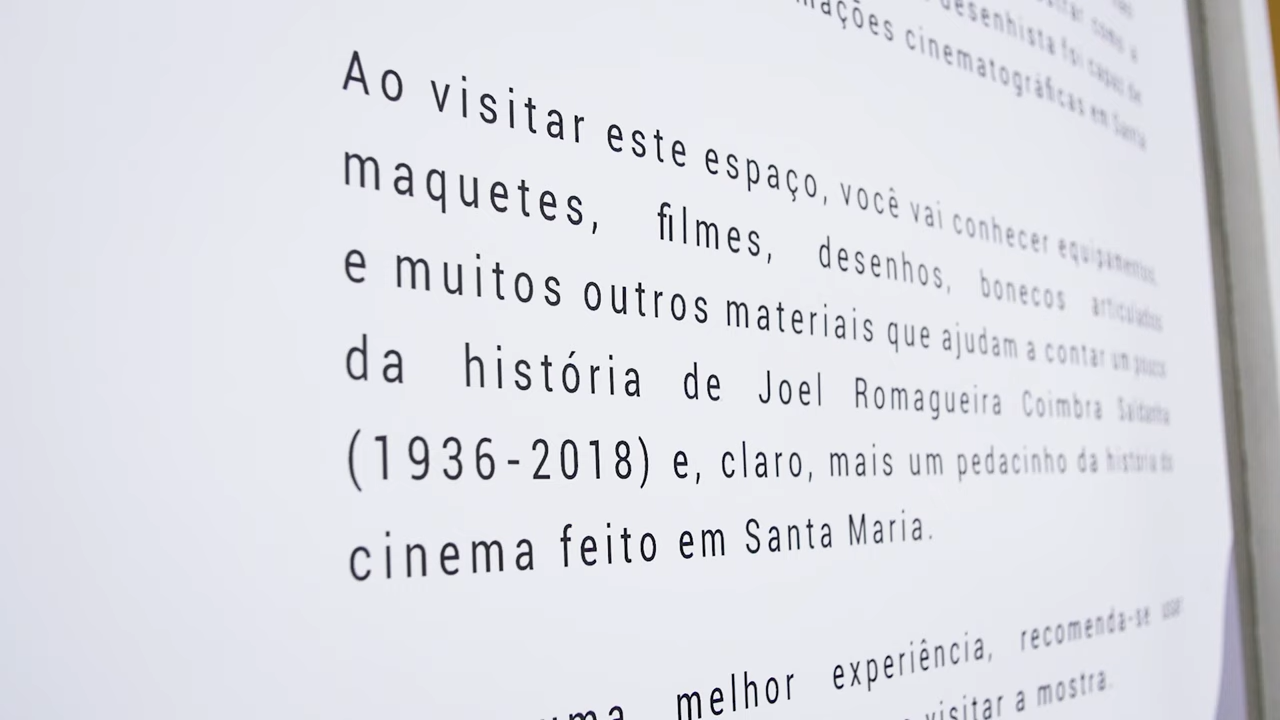 como a
desenhista foi capaz de
cinematográficas em Santa
Ao visitar este espaço, você vai conhecer equipamentos,
maquetes, filmes, desenhos, bonecos articulados
e muitos outros materiais que ajudam a contar um pouco
da história de Joel Romagueira Coimbra Saldanha
(1936-2018) e, claro, mais um pedacinho da história do
cinema feito em Santa Maria.
melhor experiência, recomenda-se usar
visitar a mostra.